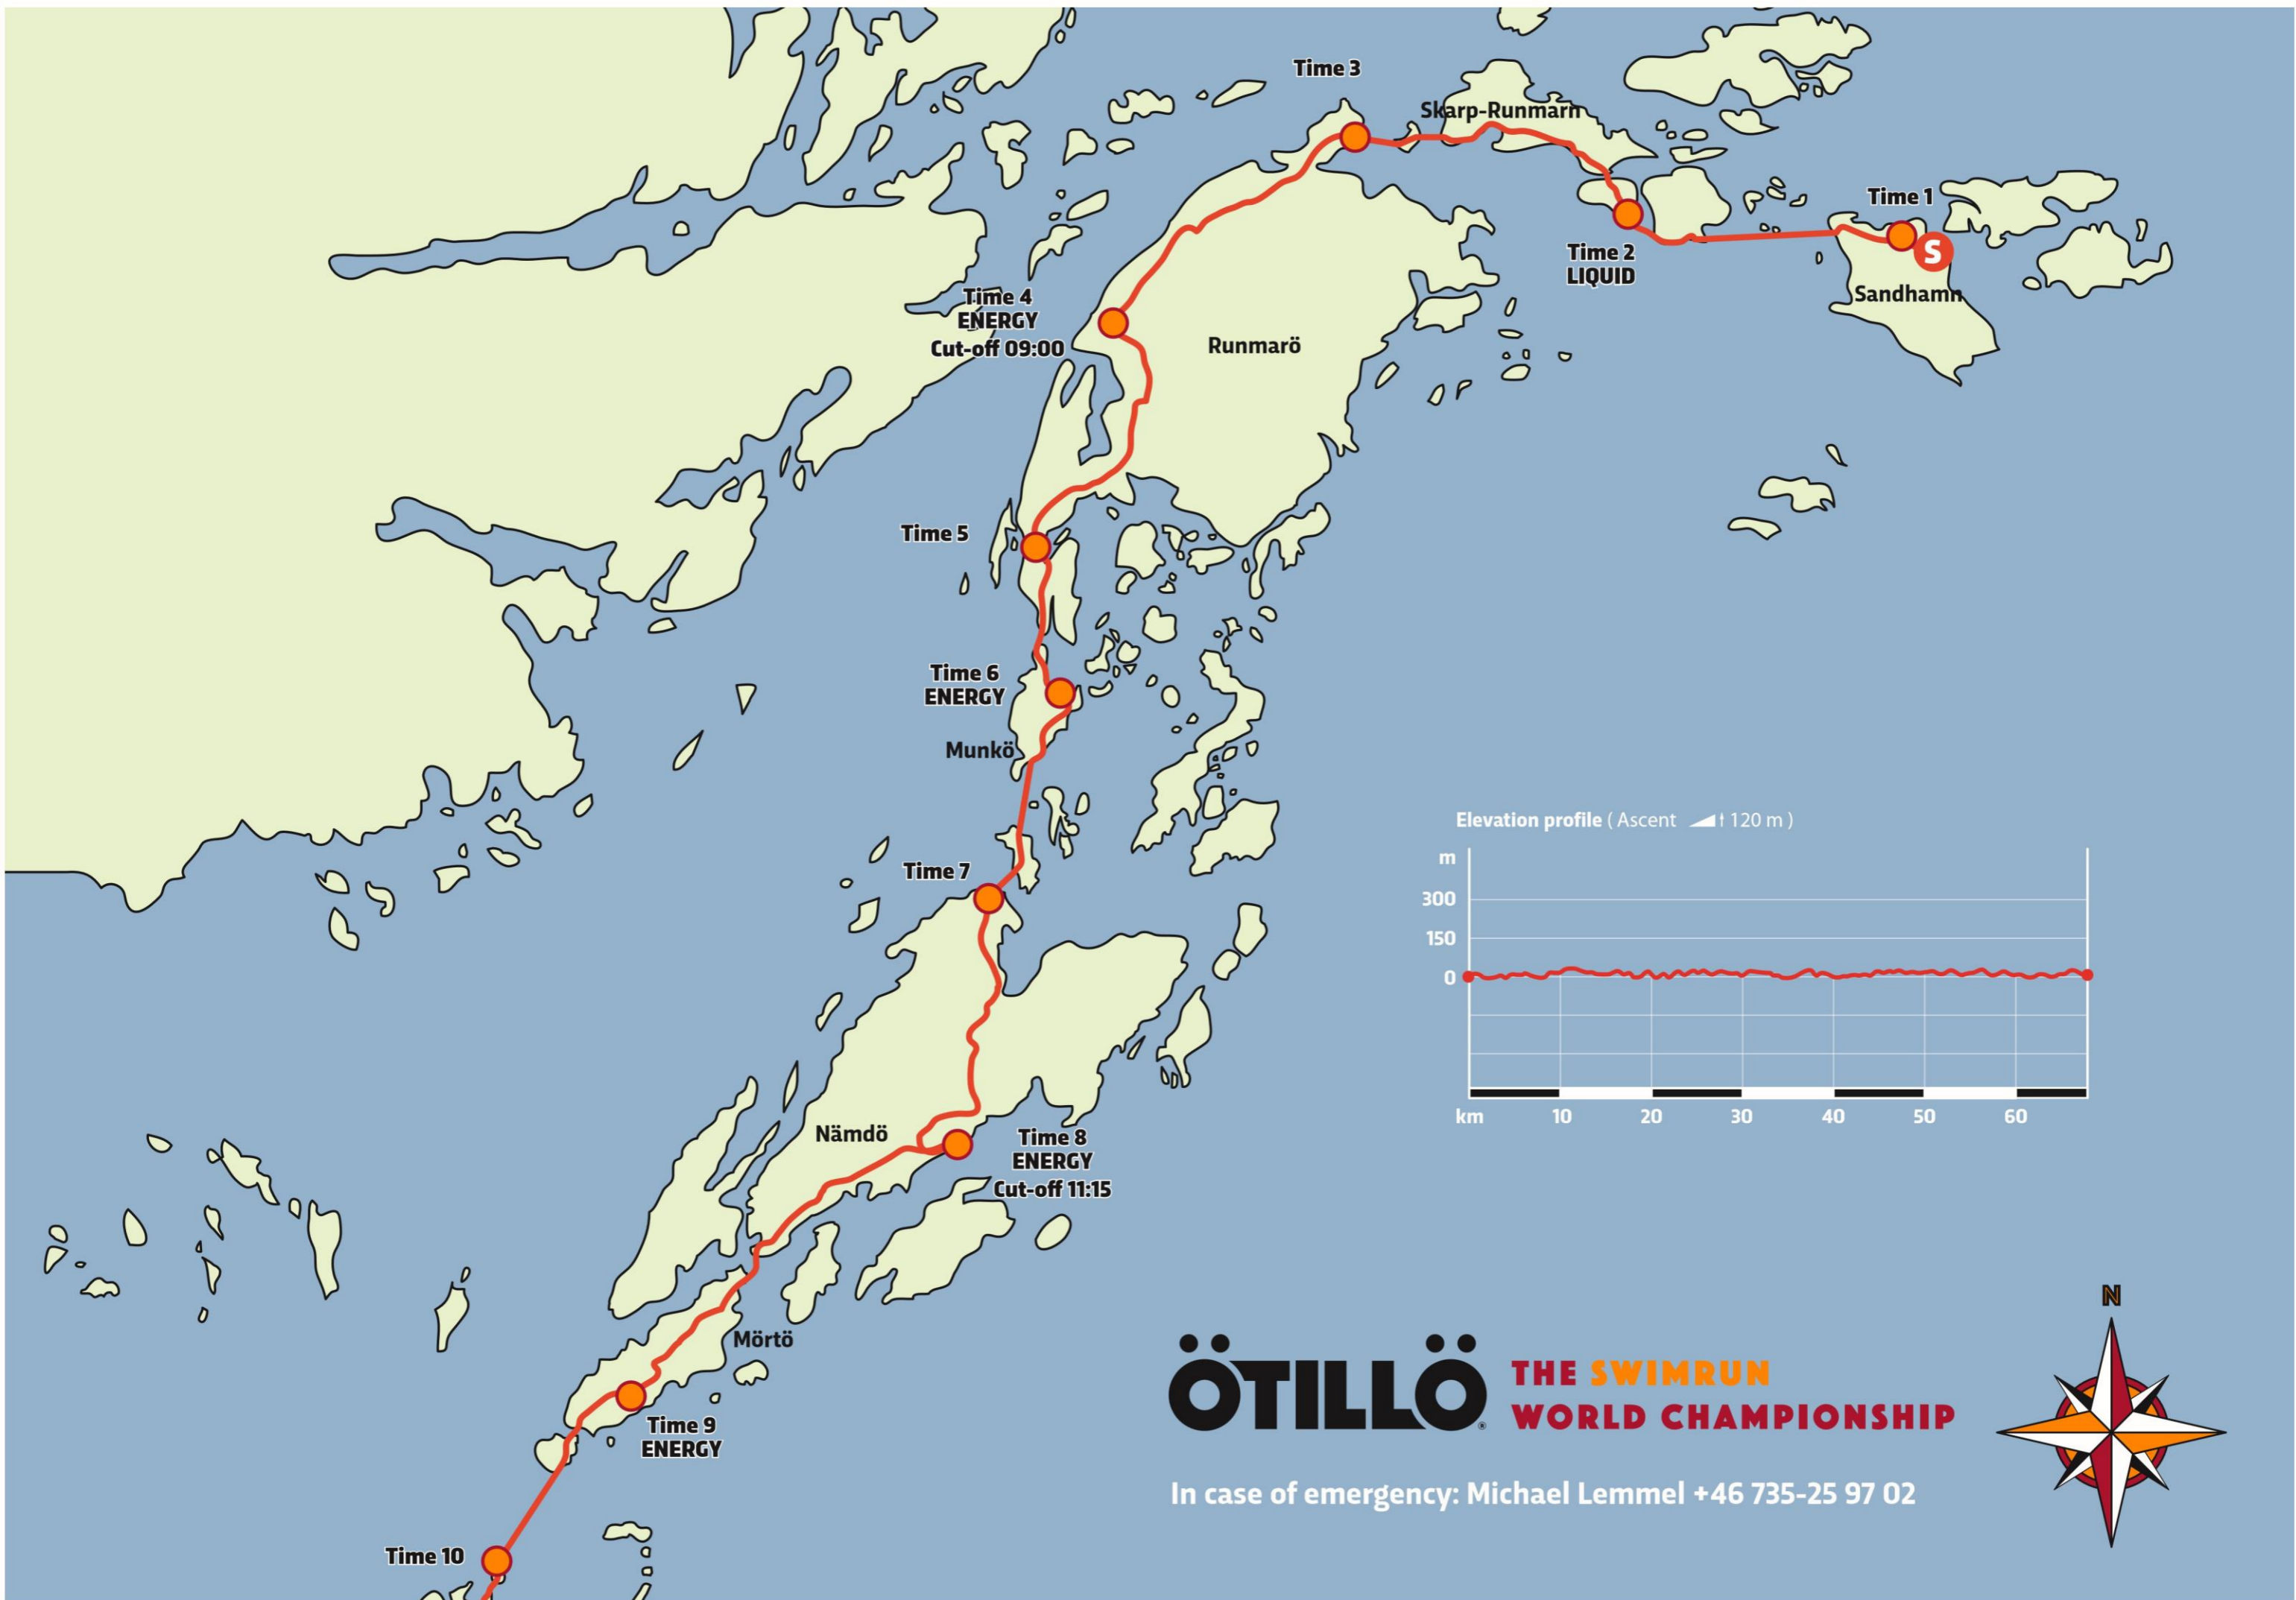 Time 3
Skarp-Runmarn
Time 1
S
Time 2
LIQUID
Sandhamn
Time 4
ENERGY
Cut-off 09:00
Runmarö
Time 5
Time 6
ENERGY
Munkö
Time 7
Elevation profile ( Ascent 120 m )
m
300
150
0
km 10 20 30 40 50 60
Nämdö
Time 8
ENERGY
Cut-off 11:15
Mörtö
Time 9
ENERGY
Time 10
N
ÖTILLÖ®
THE SWIMRUN
WORLD CHAMPIONSHIP
In case of emergency: Michael Lemmel +46 735-25 97 02